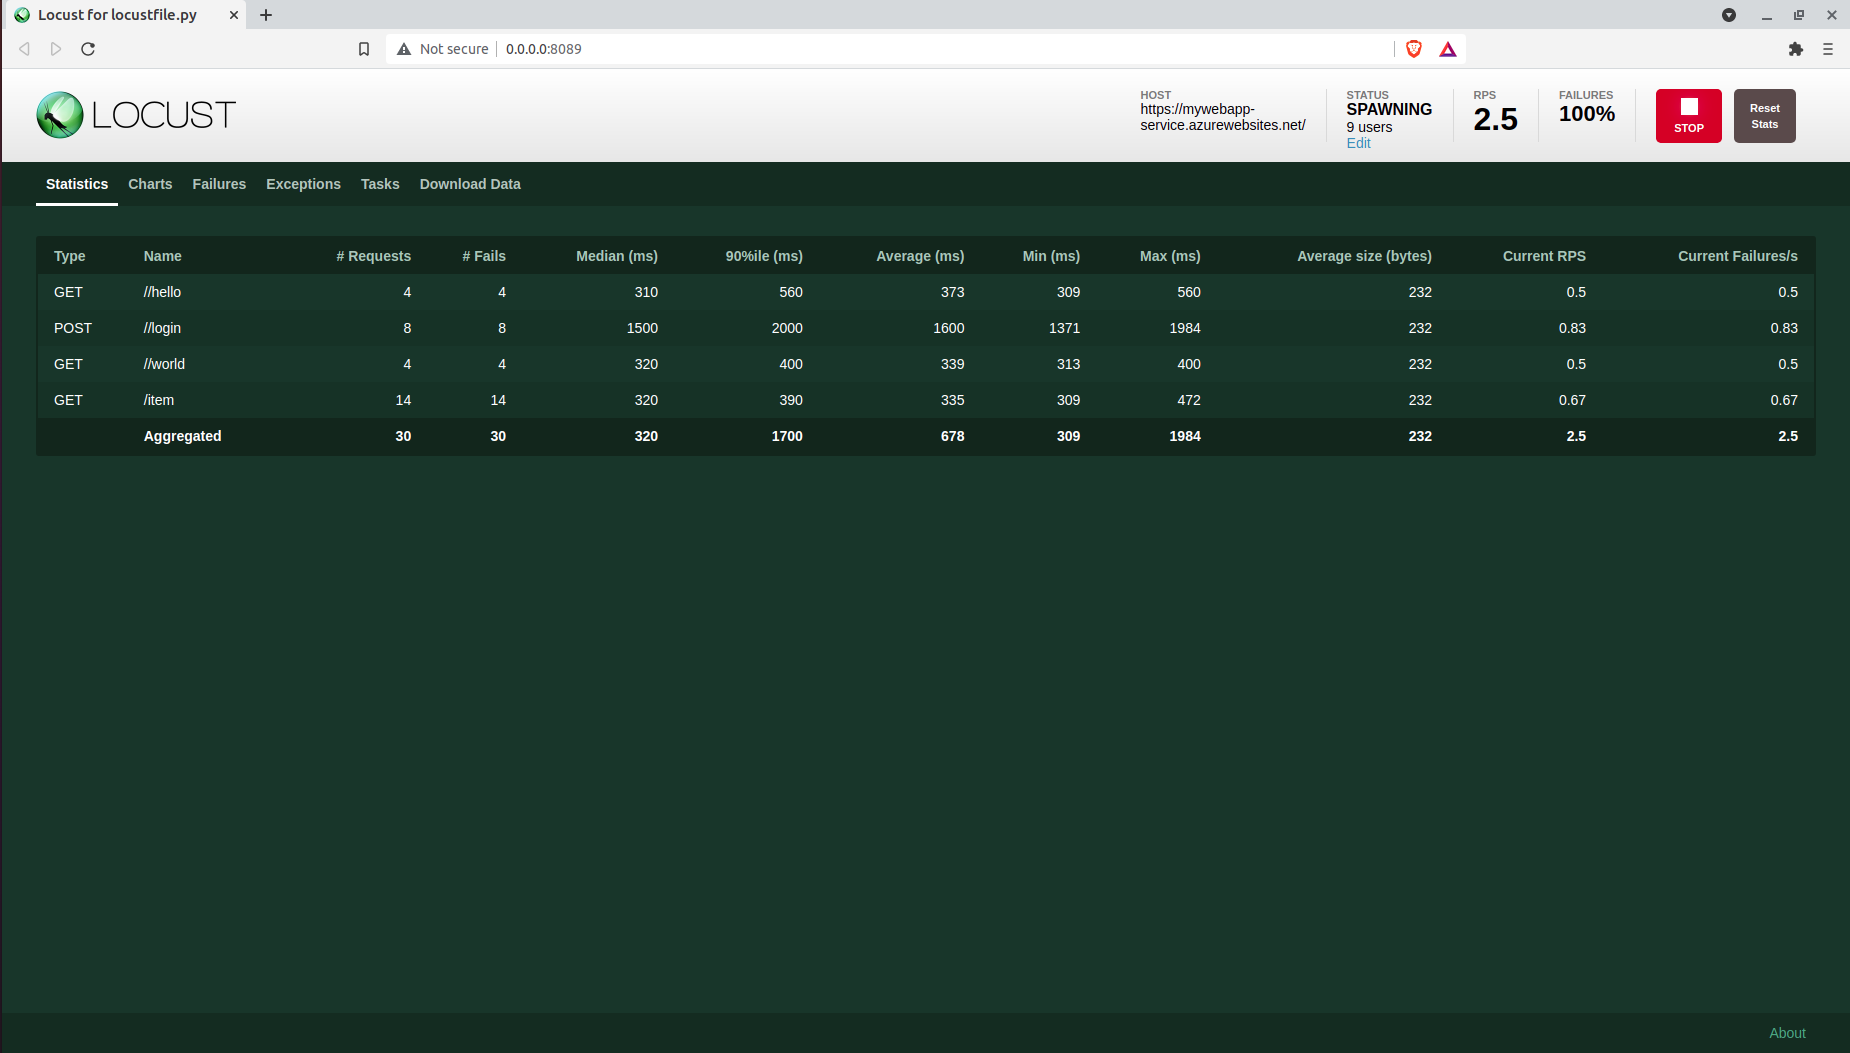 Locust for locustfile.py
Not secure 0.0.0.0:8089
LOCUST
HOST
https://mywebapp-
service.azurewebsites.net/
STATUS
SPAWNING
9 users
Edit
RPS
2.5
FAILURES
100%
STOP
Reset
Stats
Statistics Charts Failures Exceptions Tasks Download Data
Type Name # Requests # Fails Median (ms) 90%ile (ms) Average (ms) Min (ms) Max (ms) Average size (bytes) Current RPS Current Failures/s
GET //hello 4 4 310 560 373 309 560 232 0.5 0.5
POST //login 8 8 1500 2000 1600 1371 1984 232 0.83 0.83
GET //world 4 4 320 400 339 313 400 232 0.5 0.5
GET /item 14 14 320 390 335 309 472 232 0.67 0.67
Aggregated 30 30 320 1700 678 309 1984 232 2.5 2.5
About